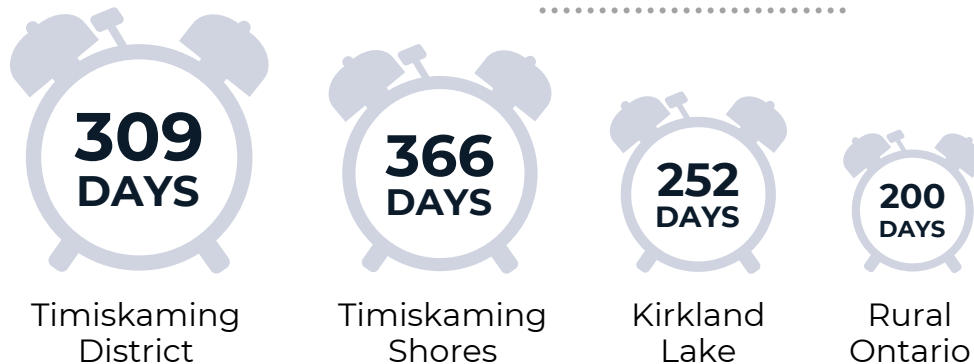 309
DAYS
Timiskaming
District
366
DAYS
Timiskaming
Shores
252
DAYS
Kirkland
Lake
200
DAYS
Rural
Ontario